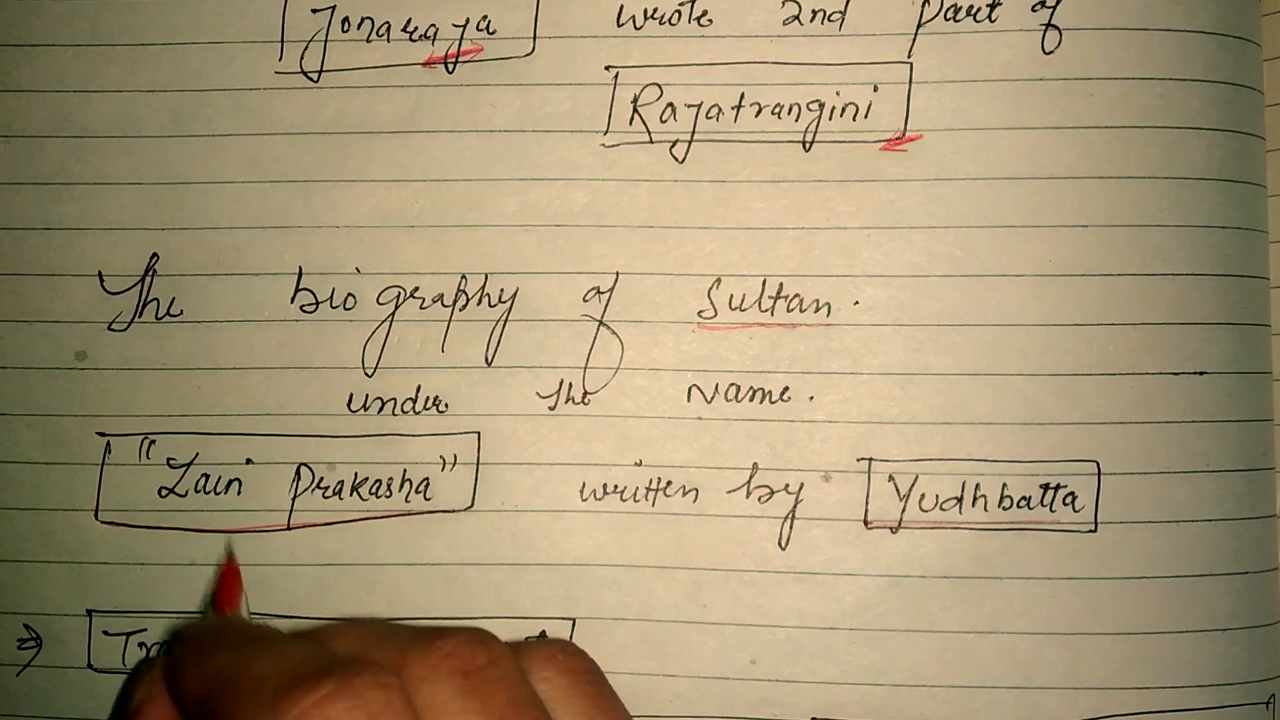 Jonaraja wrote 2nd part of
Rajatrangini
The biography of Sultan.
under the Name.
"Zain Prakasha" written by Yudhbatta
⇒